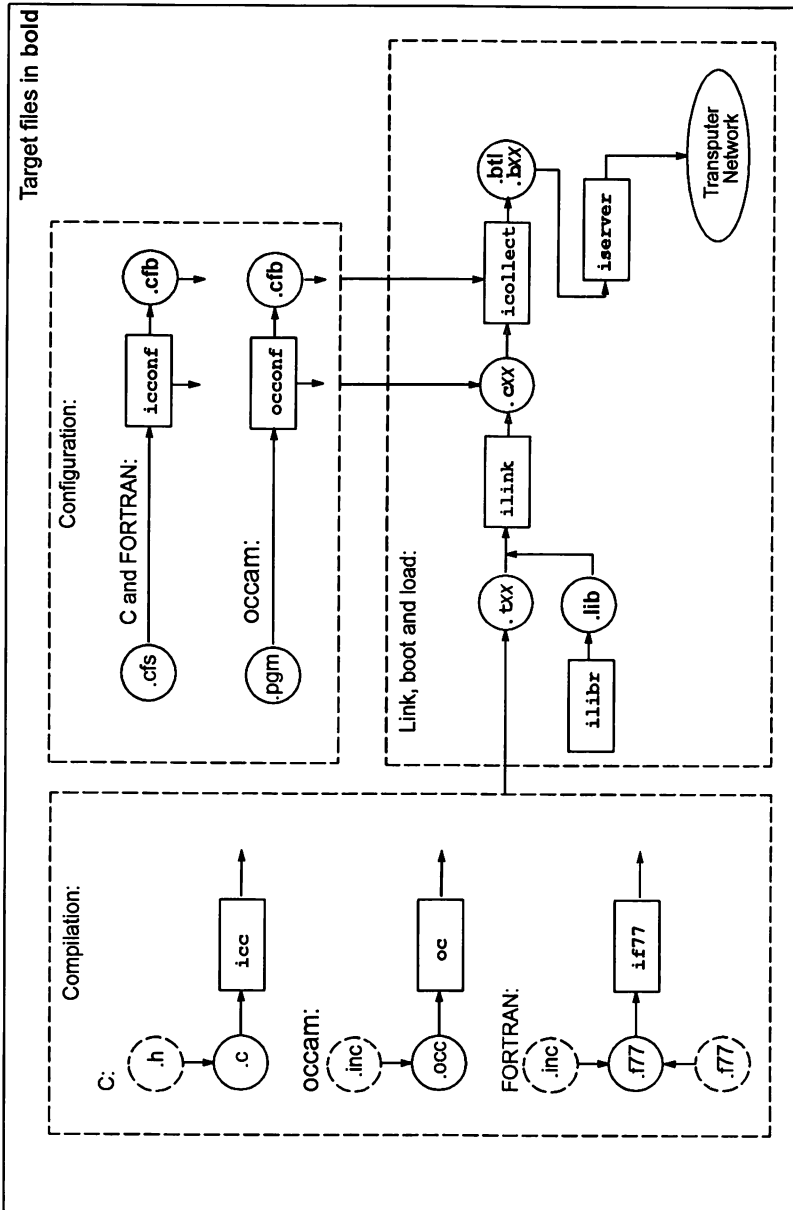 Target files in bold
Compilation:
C:
.h
.c
icc
occam:
.inc
.occ
oc
FORTRAN:
.inc
.f77
.f77
if77
Configuration:
C and FORTRAN:
.cfs
icconf
.cfb
occam:
.pgm
occonf
.cfb
Link, boot and load:
.tXX
ilink
.cXX
icollect
.btl
.bXX
ilibr
.lib
iserver
Transputer
Network